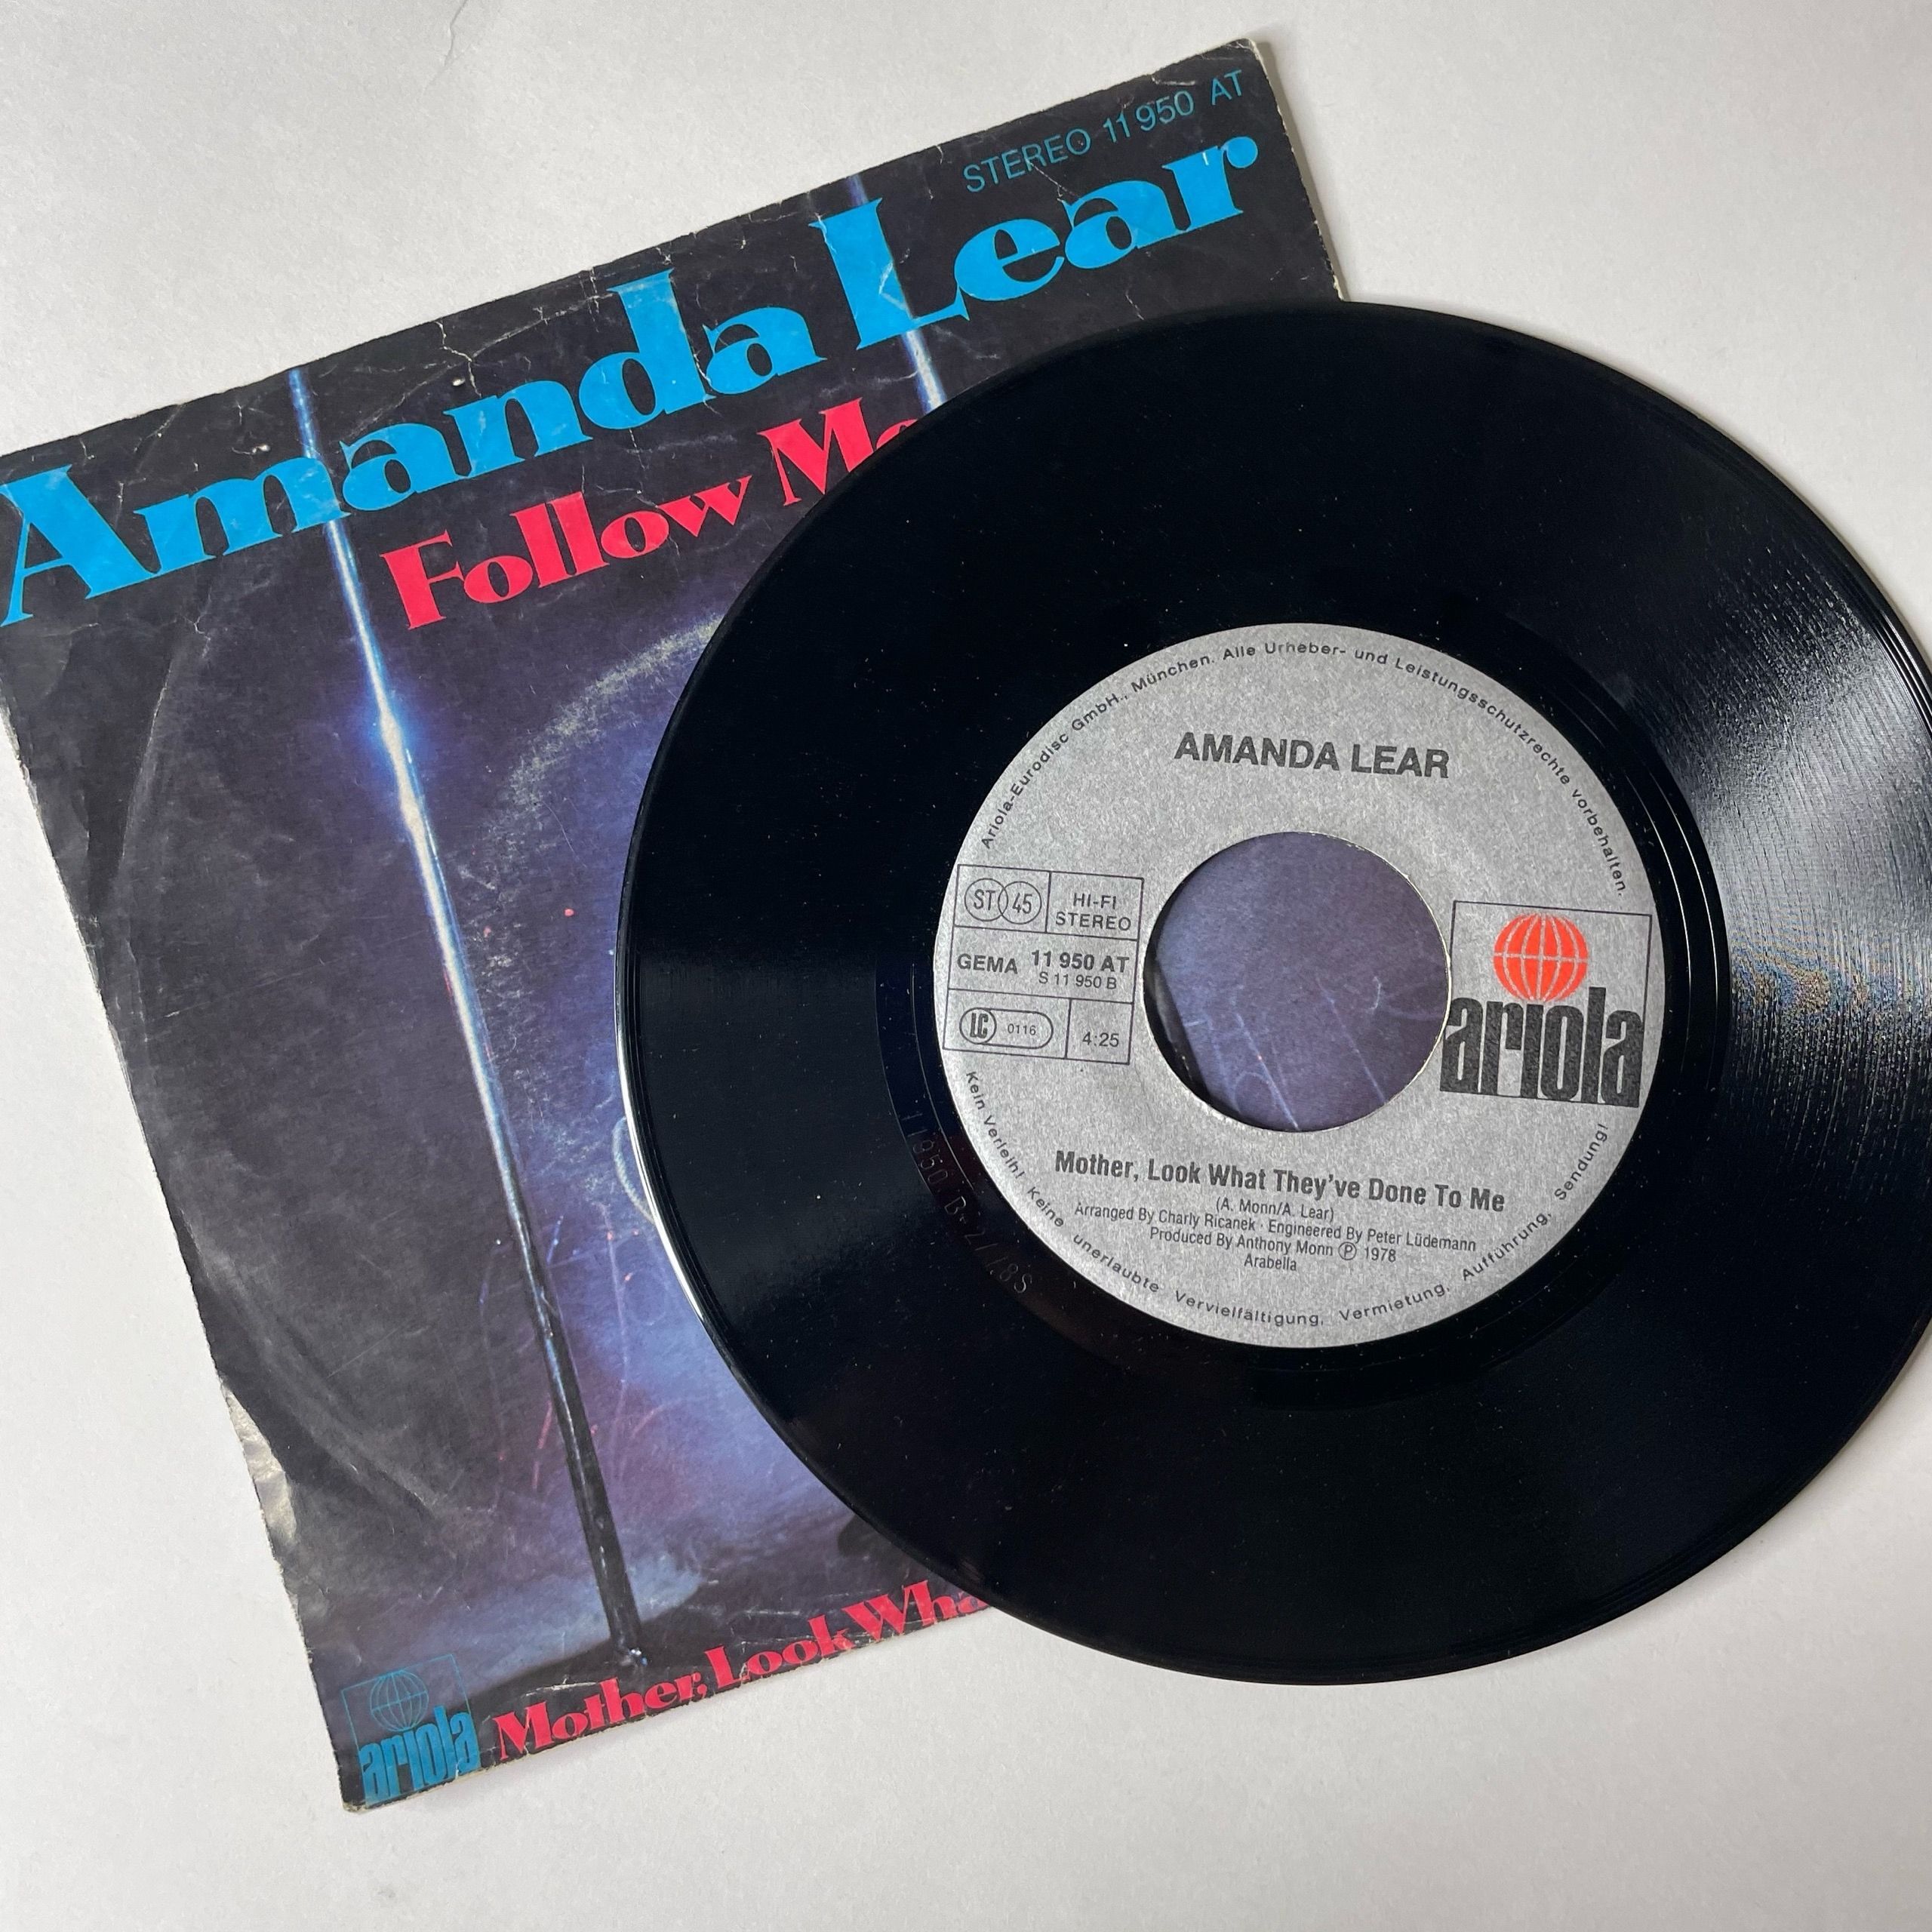 STEREO 11 950 AT
Amanda Lear
Follow Me
ariola
Mother, Look Wha
Ariola-Eurodisc GmbH., München. Alle Urheber- und Leistungsschutzrechte vorbehalten.
AMANDA LEAR
ST 45
HI-FI
STEREO
GEMA 11 950 AT
S 11 950 B
LC 0116
4:25
ariola
Mother, Look What They've Done To Me
(A. Monn/A. Lear)
Arranged By Charly Ricanek · Engineered By Peter Lüdemann
Produced By Anthony Monn ℗ 1978
Arabella
Kein Verleih! Keine unerlaubte Vervielfältigung, Vermietung, Aufführung, Sendung!